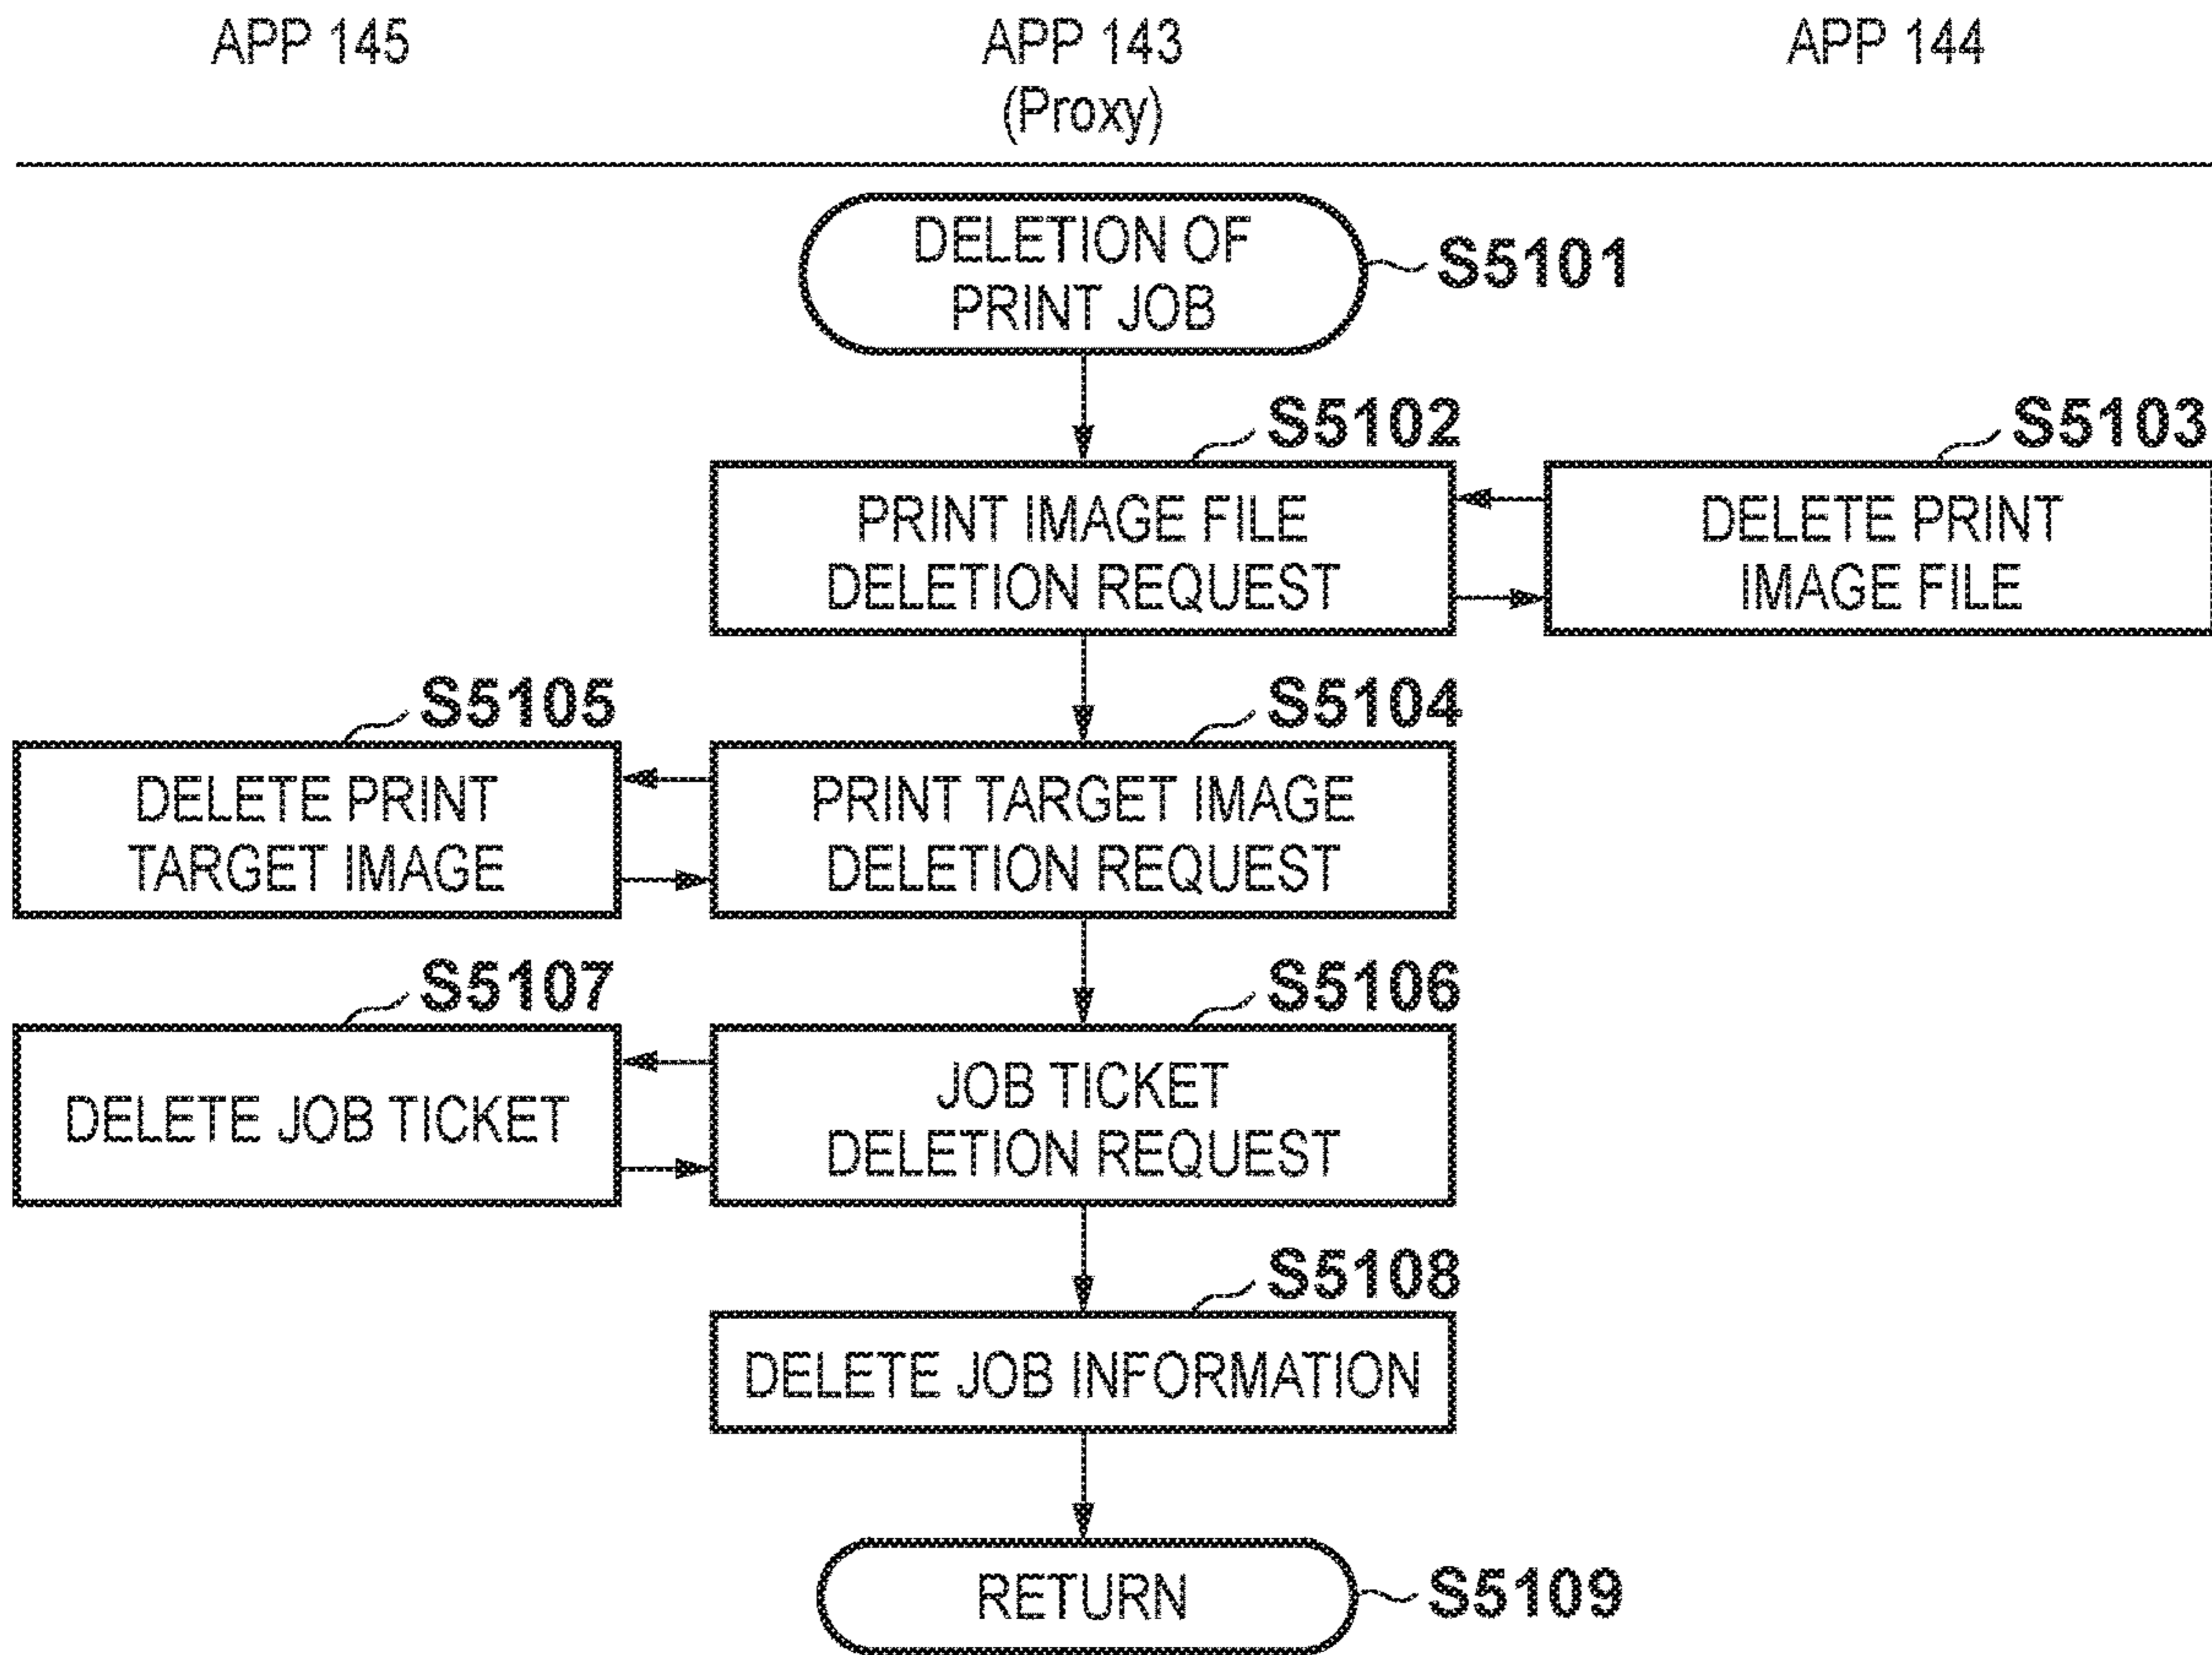 APP 145
APP 143
(Proxy)
APP 144
DELETION OF
PRINT JOB
S5101
S5102
PRINT IMAGE FILE
DELETION REQUEST
S5103
DELETE PRINT
IMAGE FILE
S5105
DELETE PRINT
TARGET IMAGE
S5104
PRINT TARGET IMAGE
DELETION REQUEST
S5107
DELETE JOB TICKET
S5106
JOB TICKET
DELETION REQUEST
S5108
DELETE JOB INFORMATION
RETURN
S5109